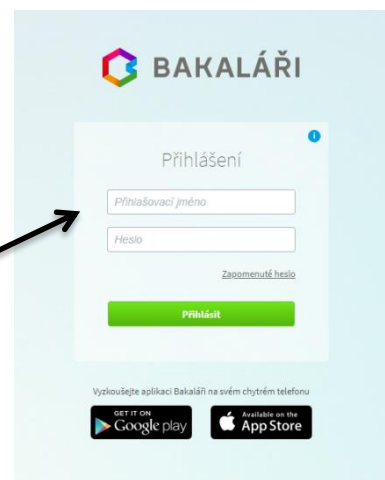 BAKALÁŘI
i
Přihlášení
Přihlašovací jméno
Heslo
Zapomenuté heslo
Přihlásit
Vyzkoušejte aplikaci Bakaláři na svém chytrém telefonu
GET IT ON
Google play
Available on the
App Store